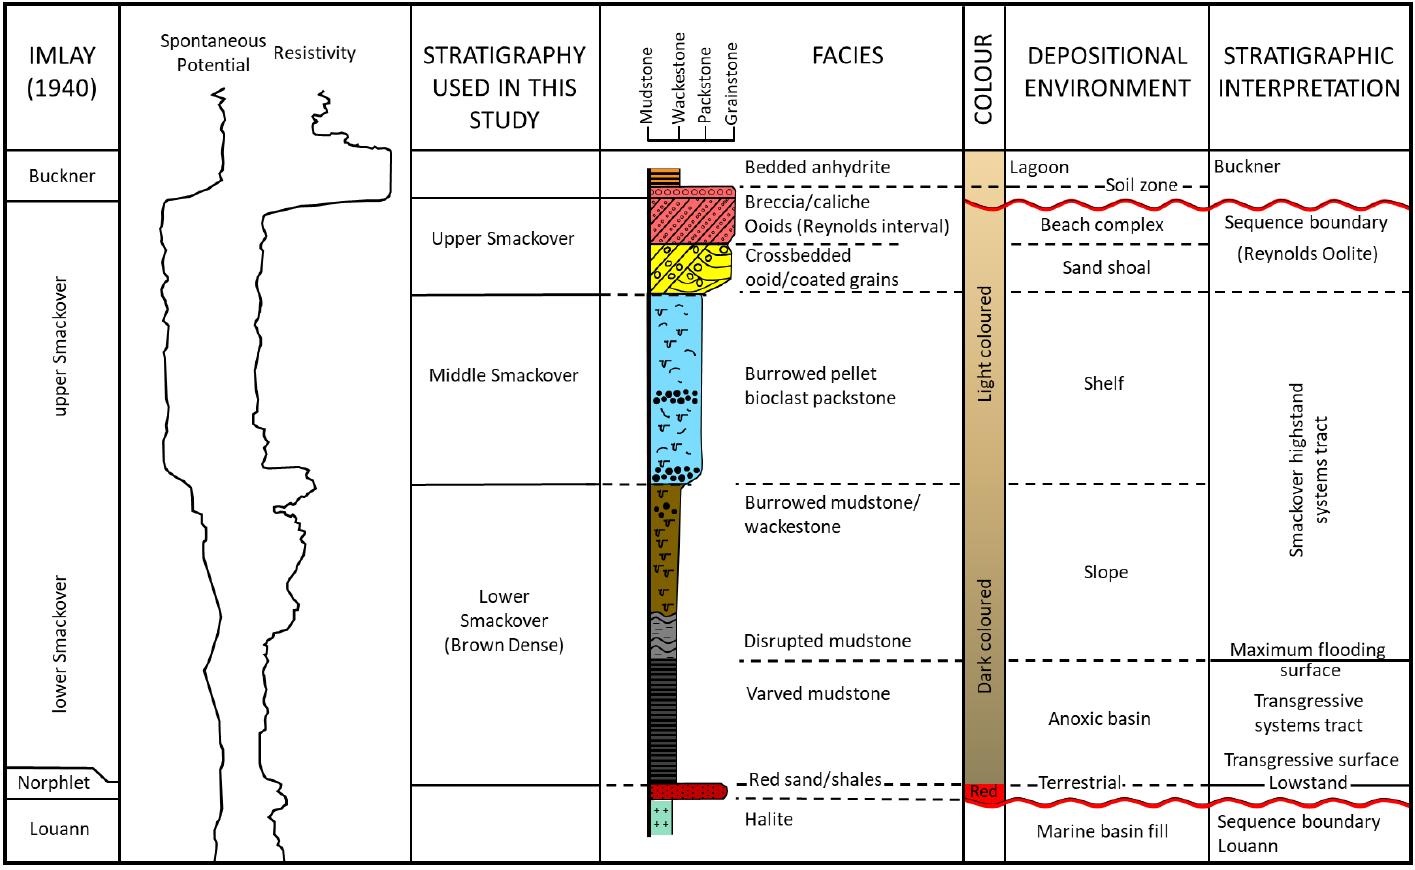 IMLAY
(1940)
Spontaneous
Potential
Resistivity
STRATIGRAPHY
USED IN THIS
STUDY
Mudstone
Wackestone
Packstone
Grainstone
FACIES
COLOUR
DEPOSITIONAL
ENVIRONMENT
STRATIGRAPHIC
INTERPRETATION
Buckner
upper Smackover
lower Smackover
Norphlet
Louann
Upper Smackover
Middle Smackover
Lower
Smackover
(Brown Dense)
Bedded anhydrite
Breccia/caliche
Ooids (Reynolds interval)
Crossbedded
ooid/coated grains
Burrowed pellet
bioclast packstone
Burrowed mudstone/
wackestone
Disrupted mudstone
Varved mudstone
Red sand/shales
Halite
Light coloured
Dark coloured
Red
Lagoon
Soil zone
Beach complex
Sand shoal
Shelf
Slope
Anoxic basin
Terrestrial
Marine basin fill
Buckner
Sequence boundary
(Reynolds Oolite)
Smackover highstand
systems tract
Maximum flooding
surface
Transgressive
systems tract
Transgressive surface
Lowstand
Sequence boundary
Louann